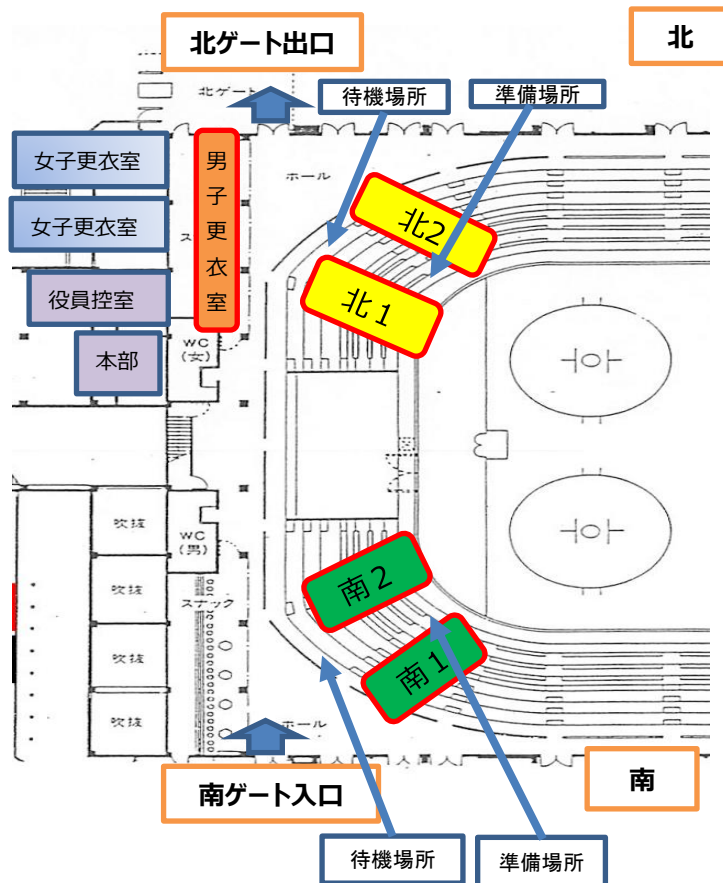 北ゲート出口
北
北ゲート
待機場所
準備場所
女子更衣室
男子更衣室
ホール
女子更衣室
ス
北2
役員控室
北1
WC
(女)
本部
吹抜
WC
(男)
吹抜
南2
スナック
吹抜
南1
吹抜
ホール
南ゲート入口
南
待機場所
準備場所